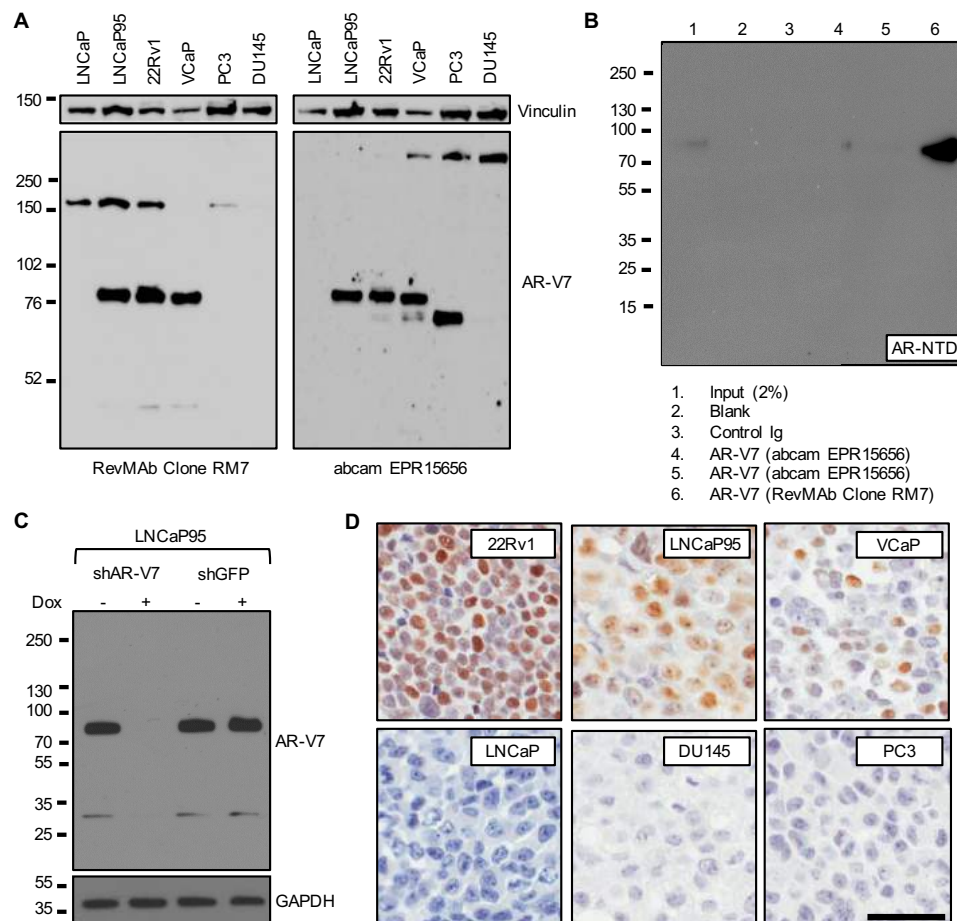 A
LNCaP LNCaP95 22Rv1 VCaP PC3 DU145
LNCaP LNCaP95 22Rv1 VCaP PC3 DU145
150
Vinculin
250
150
102
76
52
AR-V7
RevMAb Clone RM7
abcam EPR15656
B
1 2 3 4 5 6
250
130
100
70
55
35
25
15
AR-NTD
1. Input (2%)
2. Blank
3. Control Ig
4. AR-V7 (abcam EPR15656)
5. AR-V7 (abcam EPR15656)
6. AR-V7 (RevMAb Clone RM7)
C
LNCaP95
shAR-V7 shGFP
Dox - + - +
250
130
100
70
55
35
25
AR-V7
55
35
GAPDH
D
22Rv1
LNCaP95
VCaP
LNCaP
DU145
PC3